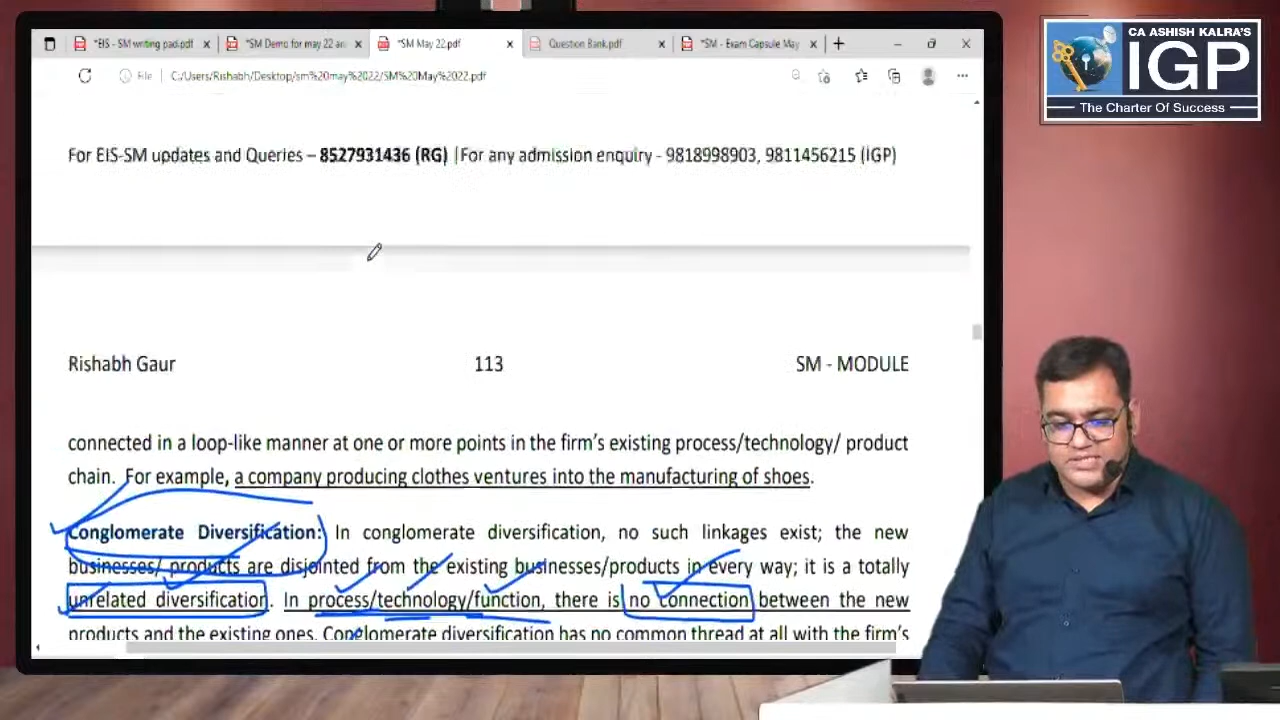 *EIS - SM writing pad.pdf
*SM Demo for may 22 an
*SM May 22.pdf
Question Bank.pdf
*SM - Exam Capsule May
File
C:/Users/Rishabh/Desktop/sm%20may%2022/SM%20May%2022.pdf
CA ASHISH KALRA'S
IGP
The Charter Of Success
For EIS-SM updates and Queries – 8527931436 (RG) |For any admission enquiry - 9818998903, 9811456215 (IGP)
Rishabh Gaur 113 SM - MODULE
connected in a loop-like manner at one or more points in the firm's existing process/technology/ product
chain. For example, a company producing clothes ventures into the manufacturing of shoes.
Conglomerate Diversification: In conglomerate diversification, no such linkages exist; the new
businesses/ products are disjointed from the existing businesses/products in every way; it is a totally
unrelated diversification. In process/technology/function, there is no connection between the new
products and the existing ones. Conglomerate diversification has no common thread at all with the firm's